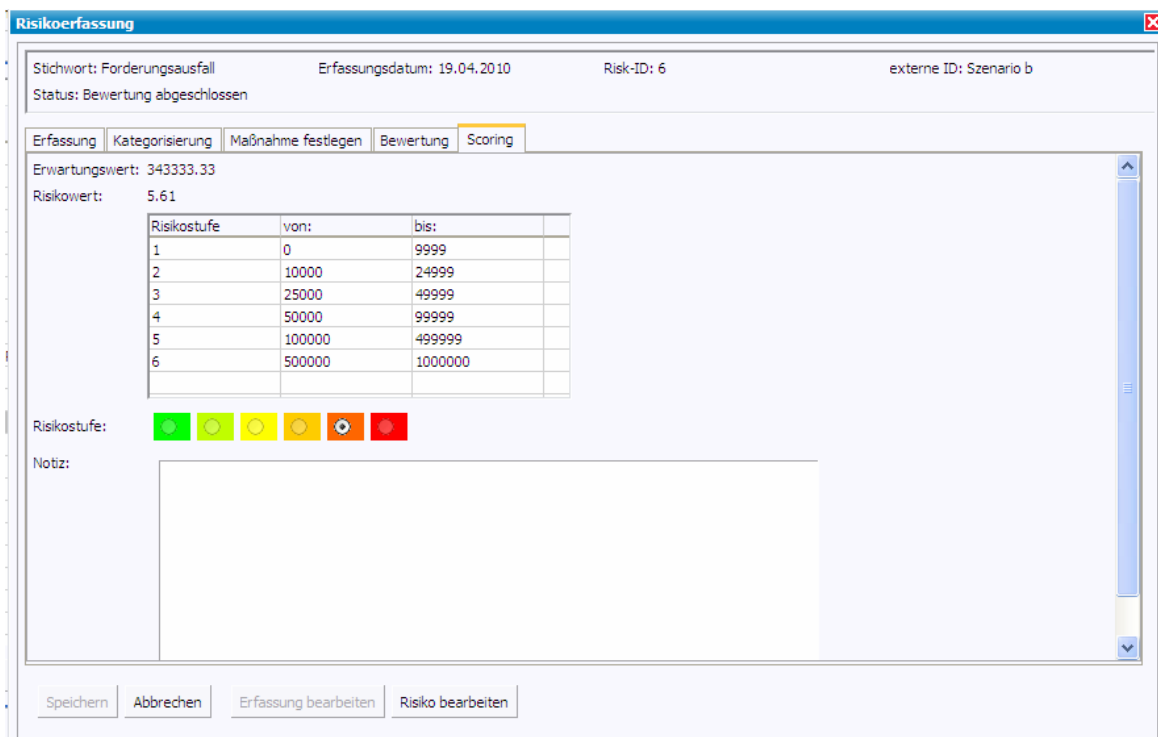 Risikoerfassung
Stichwort: Forderungsausfall Erfassungsdatum: 19.04.2010 Risk-ID: 6 externe ID: Szenario b
Status: Bewertung abgeschlossen
Erfassung Kategorisierung Maßnahme festlegen Bewertung Scoring
Erwartungswert: 343333.33
Risikowert: 5.61
Risikostufe von: bis:
1 0 9999
2 10000 24999
3 25000 49999
4 50000 99999
5 100000 499999
6 500000 1000000
Risikostufe:
Notiz:
Speichern Abbrechen Erfassung bearbeiten Risiko bearbeiten